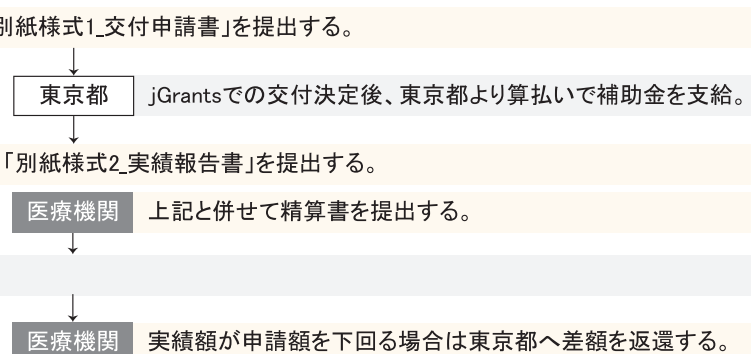 別紙様式1_交付申請書」を提出する。
東京都 jGrantsでの交付決定後、東京都より算払いで補助金を支給。
「別紙様式2_実績報告書」を提出する。
医療機関 上記と併せて精算書を提出する。
医療機関 実績額が申請額を下回る場合は東京都へ差額を返還する。